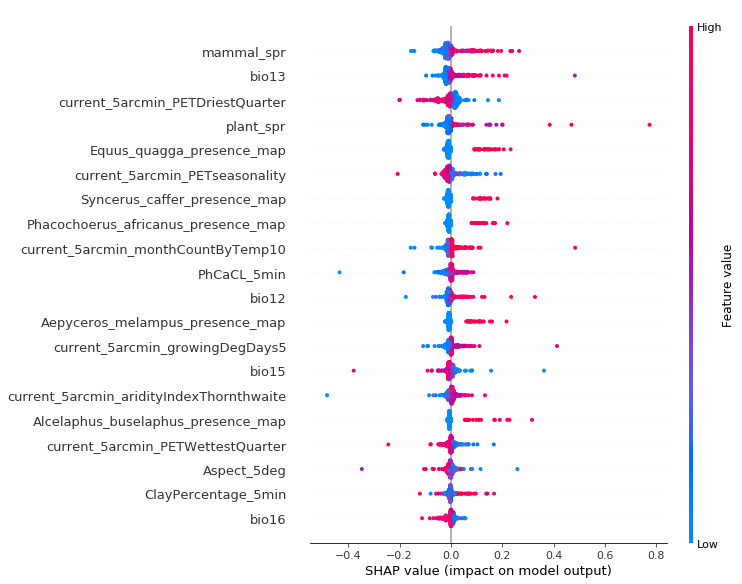 High
mammal_spr
bio13
current_5arcmin_PETDriestQuarter
plant_spr
Equus_quagga_presence_map
current_5arcmin_PETseasonality
Syncerus_caffer_presence_map
Phacochoerus_africanus_presence_map
current_5arcmin_monthCountByTemp10
PhCaCL_5min
bio12
Aepyceros_melampus_presence_map
current_5arcmin_growingDegDays5
bio15
current_5arcmin_aridityIndexThornthwaite
Alcelaphus_buselaphus_presence_map
current_5arcmin_PETWettestQuarter
Aspect_5deg
ClayPercentage_5min
bio16
Feature value
Low
−0.4 −0.2 0.0 0.2 0.4 0.6 0.8
SHAP value (impact on model output)